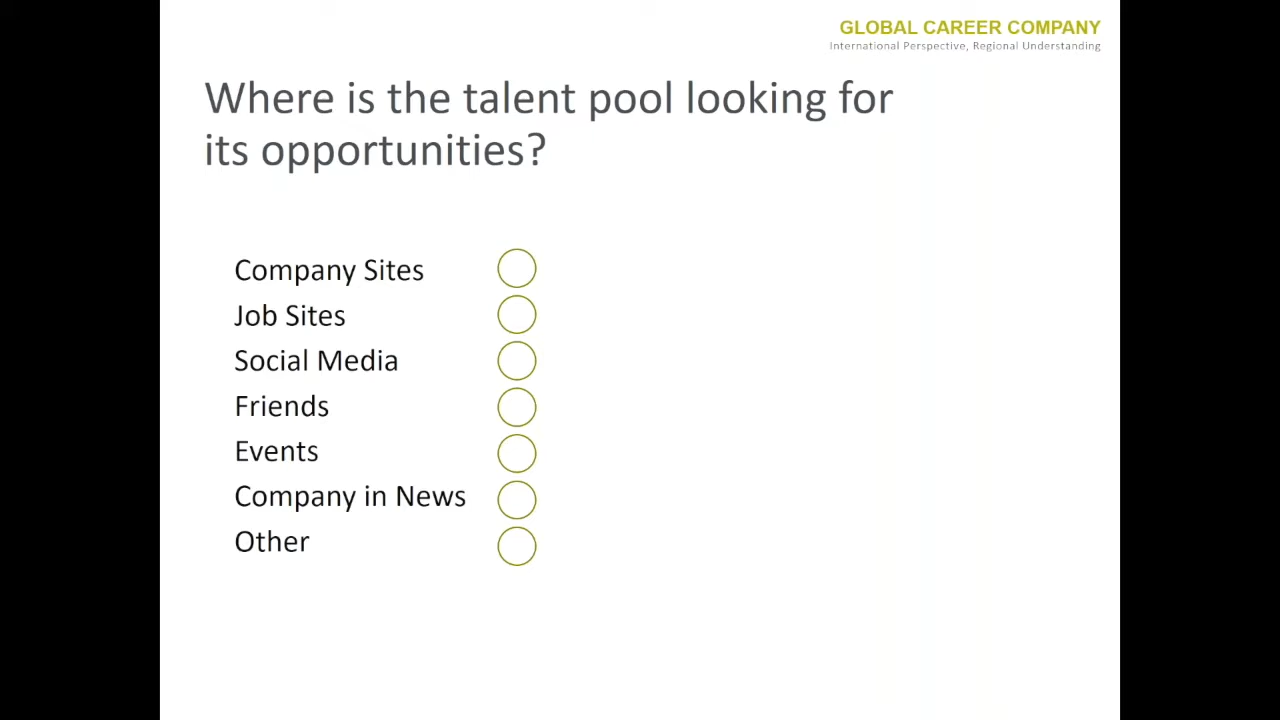 GLOBAL CAREER COMPANY
International Perspective, Regional Understanding
Where is the talent pool looking for
its opportunities?
Company Sites
Job Sites
Social Media
Friends
Events
Company in News
Other